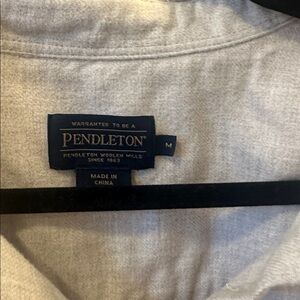 WARRANTED TO BE A
PENDLETON®
M
PENDLETON WOOLEN MILLS
SINCE 1863
MADE IN
CHINA